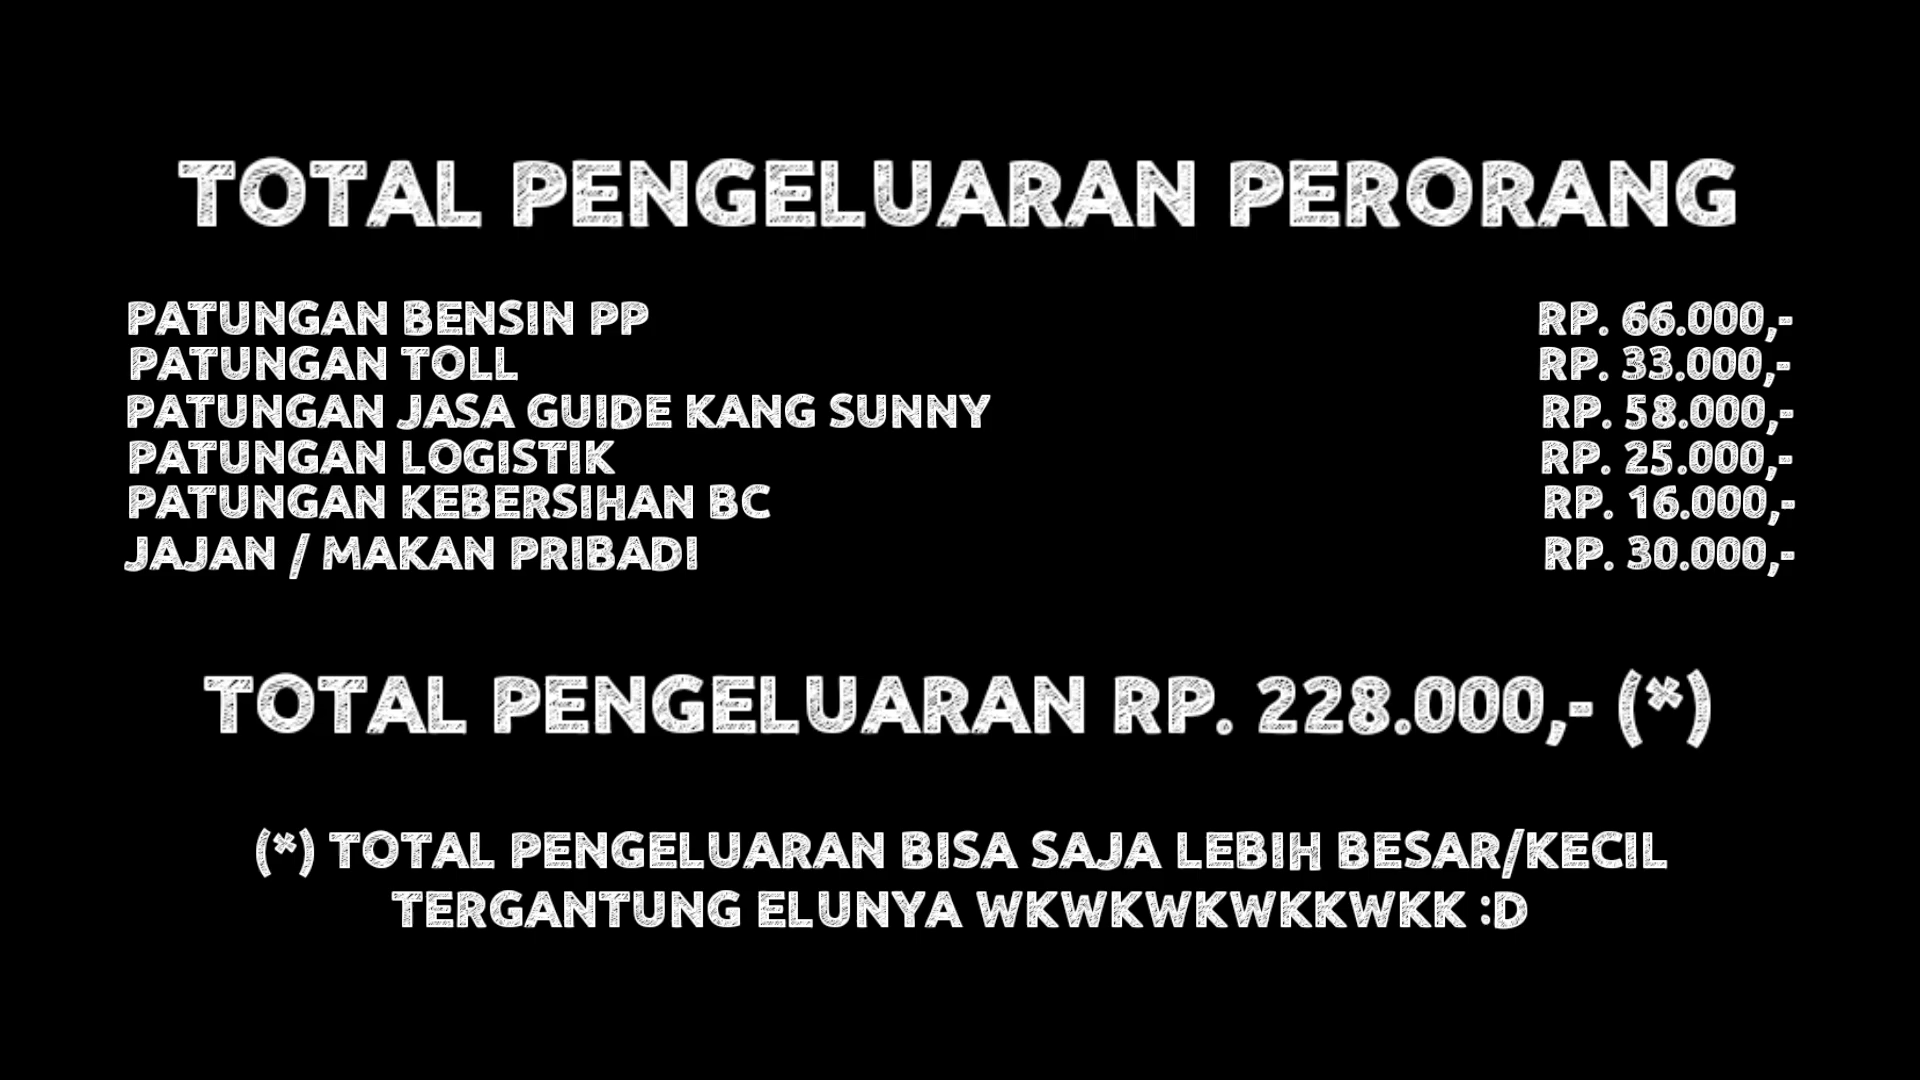 TOTAL PENGELUARAN PERORANG
PATUNGAN BENSIN PP RP. 66.000,-
PATUNGAN TOLL RP. 33.000,-
PATUNGAN JASA GUIDE KANG SUNNY RP. 58.000,-
PATUNGAN LOGISTIK RP. 25.000,-
PATUNGAN KEBERSIHAN BC RP. 16.000,-
JAJAN / MAKAN PRIBADI RP. 30.000,-
TOTAL PENGELUARAN RP. 228.000,- (*)
(*) TOTAL PENGELUARAN BISA SAJA LEBIH BESAR/KECIL
TERGANTUNG ELUNYA WKWKWKWKKWKK :D